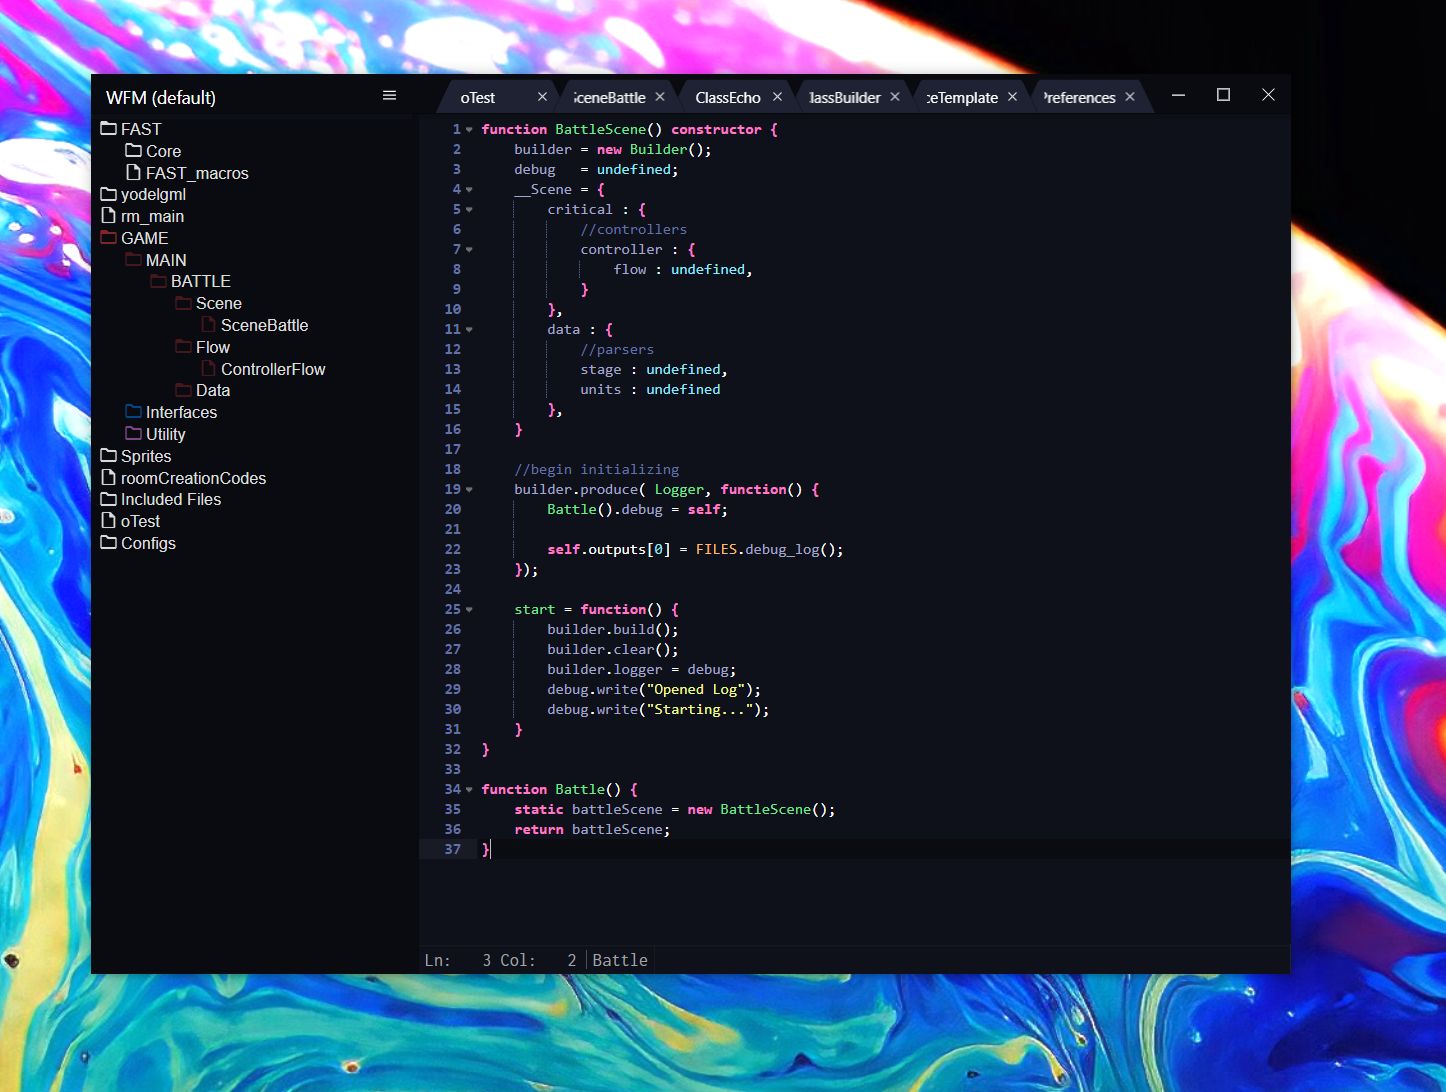 WFM (default)
oTest
SceneBattle
ClassEcho
lassBuilder
ceTemplate
Preferences
FAST
Core
FAST_macros
yodelgml
rm_main
GAME
MAIN
BATTLE
Scene
SceneBattle
Flow
ControllerFlow
Data
Interfaces
Utility
Sprites
roomCreationCodes
Included Files
oTest
Configs
1 function BattleScene() constructor {
2 builder = new Builder();
3 debug   = undefined;
4 __Scene = {
5 critical : {
6 //controllers
7 controller : {
8 flow : undefined,
9 }
10 },
11 data : {
12 //parsers
13 stage : undefined,
14 units : undefined
15 },
16 }
17
18 //begin initializing
19 builder.produce( Logger, function() {
20 Battle().debug = self;
21
22 self.outputs[0] = FILES.debug_log();
23 });
24
25 start = function() {
26 builder.build();
27 builder.clear();
28 builder.logger = debug;
29 debug.write("Opened Log");
30 debug.write("Starting...");
31 }
32 }
33
34 function Battle() {
35 static battleScene = new BattleScene();
36 return battleScene;
37 }
Ln: 3 Col: 2 Battle